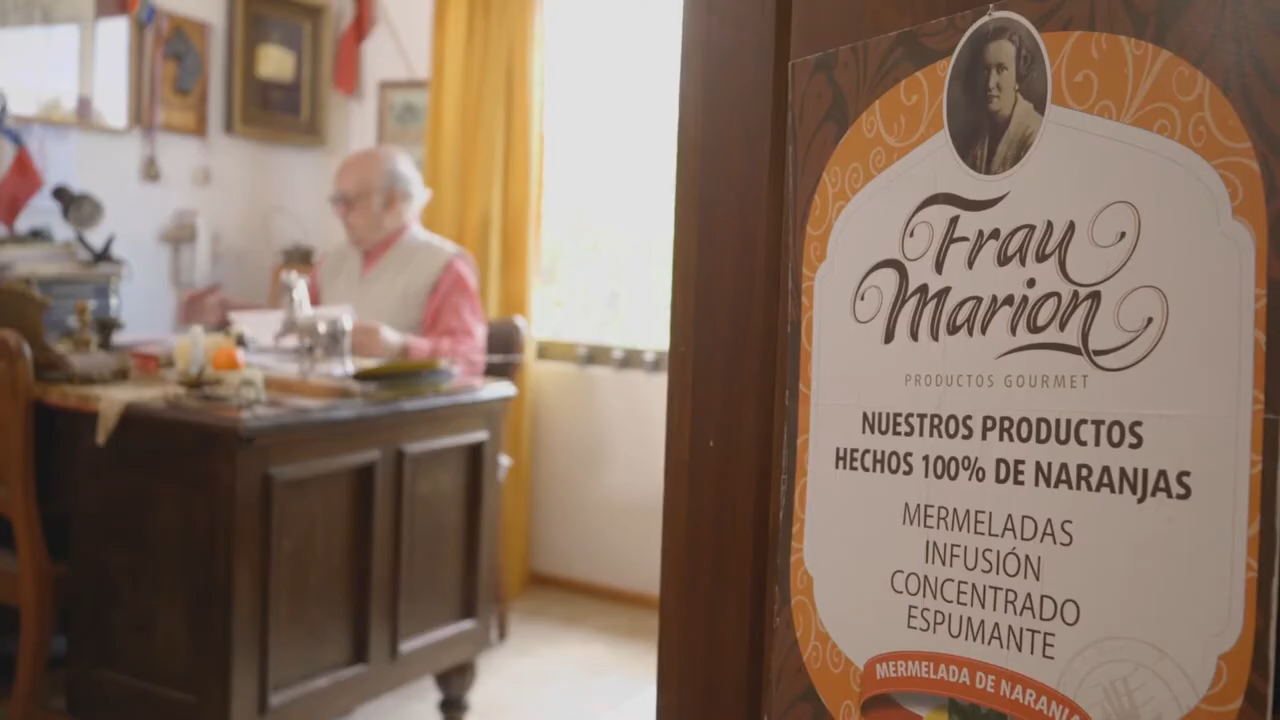 Frau
Marion
PRODUCTOS GOURMET
NUESTROS PRODUCTOS
HECHOS 100% DE NARANJAS
MERMELADAS
INFUSIÓN
CONCENTRADO
ESPUMANTE
MERMELADA DE NARANJA